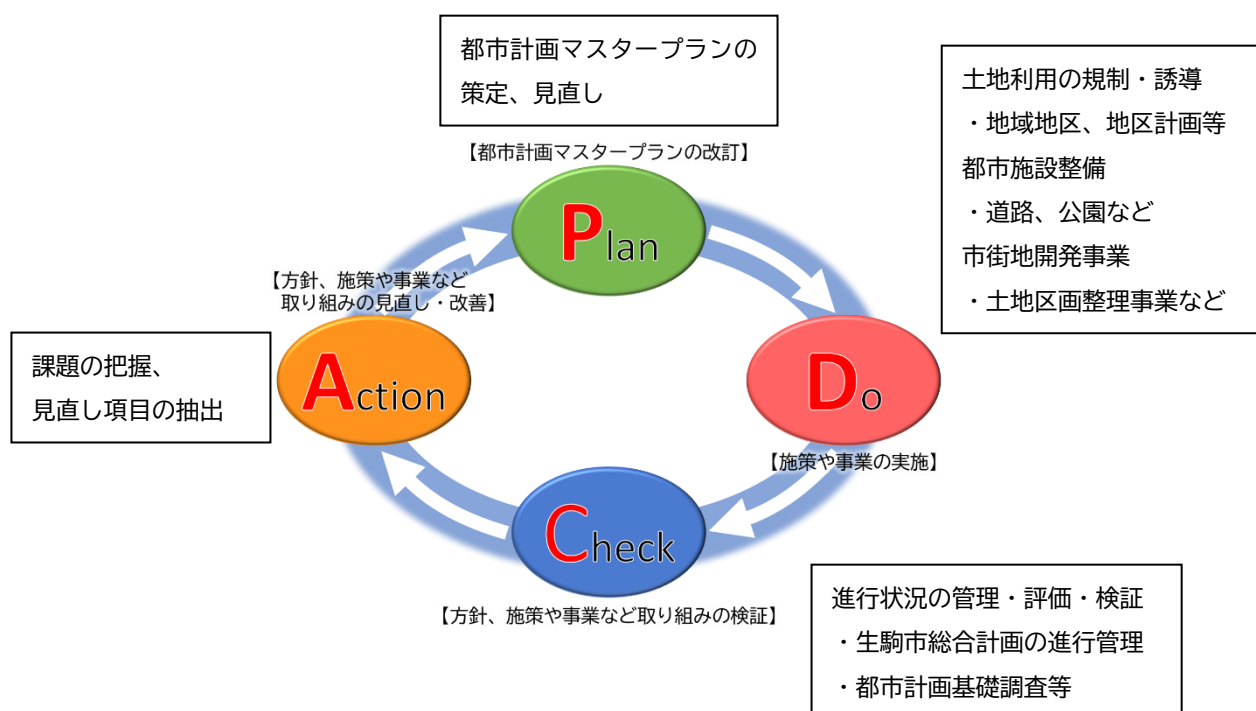 都市計画マスタープランの
策定、見直し
【都市計画マスタープランの改訂】
Plan
土地利用の規制・誘導
・地域地区、地区計画等
都市施設整備
・道路、公園など
市街地開発事業
・土地区画整理事業など
Do
【施策や事業の実施】
進行状況の管理・評価・検証
・生駒市総合計画の進行管理
・都市計画基礎調査等
Check
【方針、施策や事業など取り組みの検証】
課題の把握、
見直し項目の抽出
Action
【方針、施策や事業など
取り組みの見直し・改善】